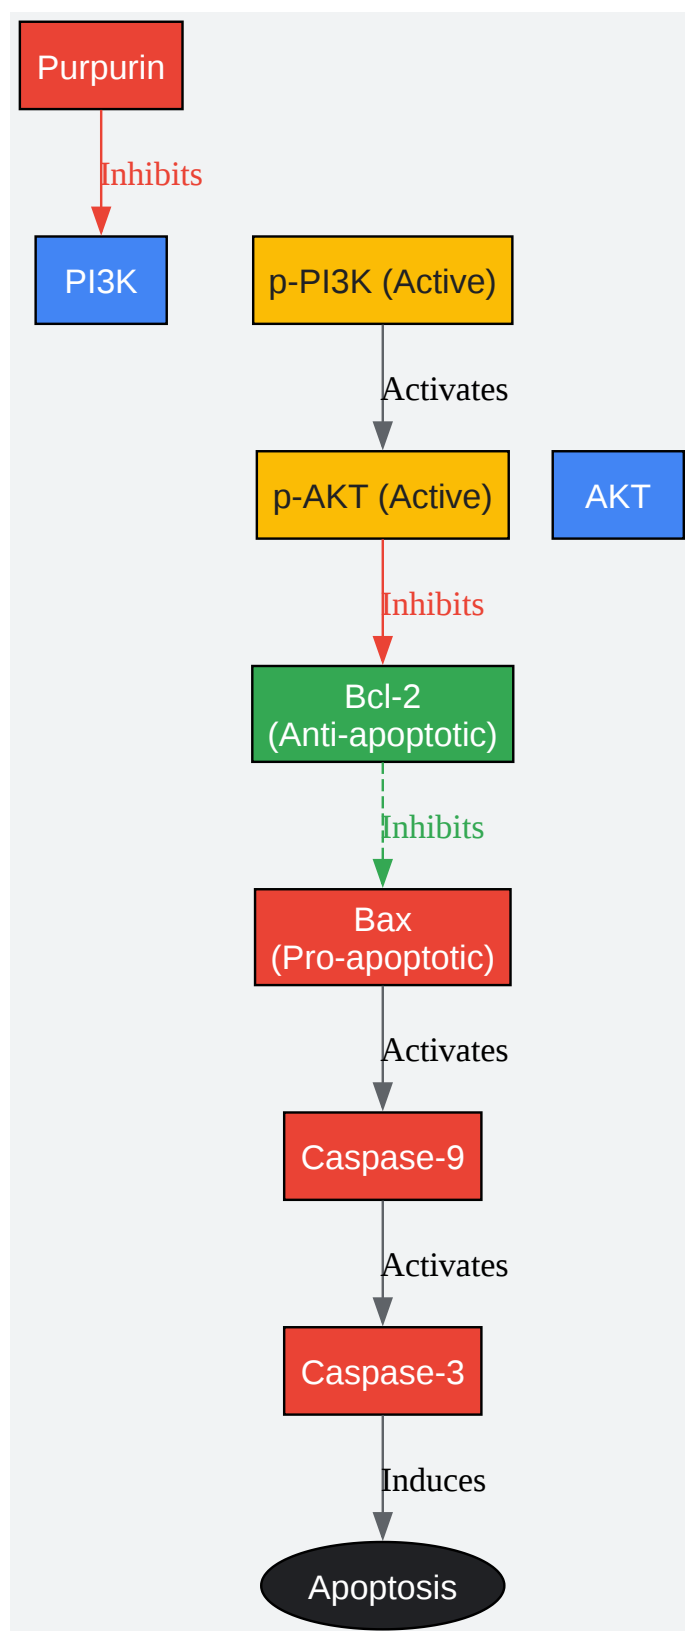 Purpurin
Inhibits
PI3K
p-PI3K (Active)
Activates
p-AKT (Active)
AKT
Inhibits
Bcl-2
(Anti-apoptotic)
Inhibits
Bax
(Pro-apoptotic)
Activates
Caspase-9
Activates
Caspase-3
Induces
Apoptosis